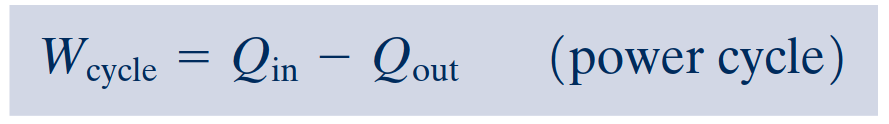 W_cycle = Q_in − Q_out (power cycle)